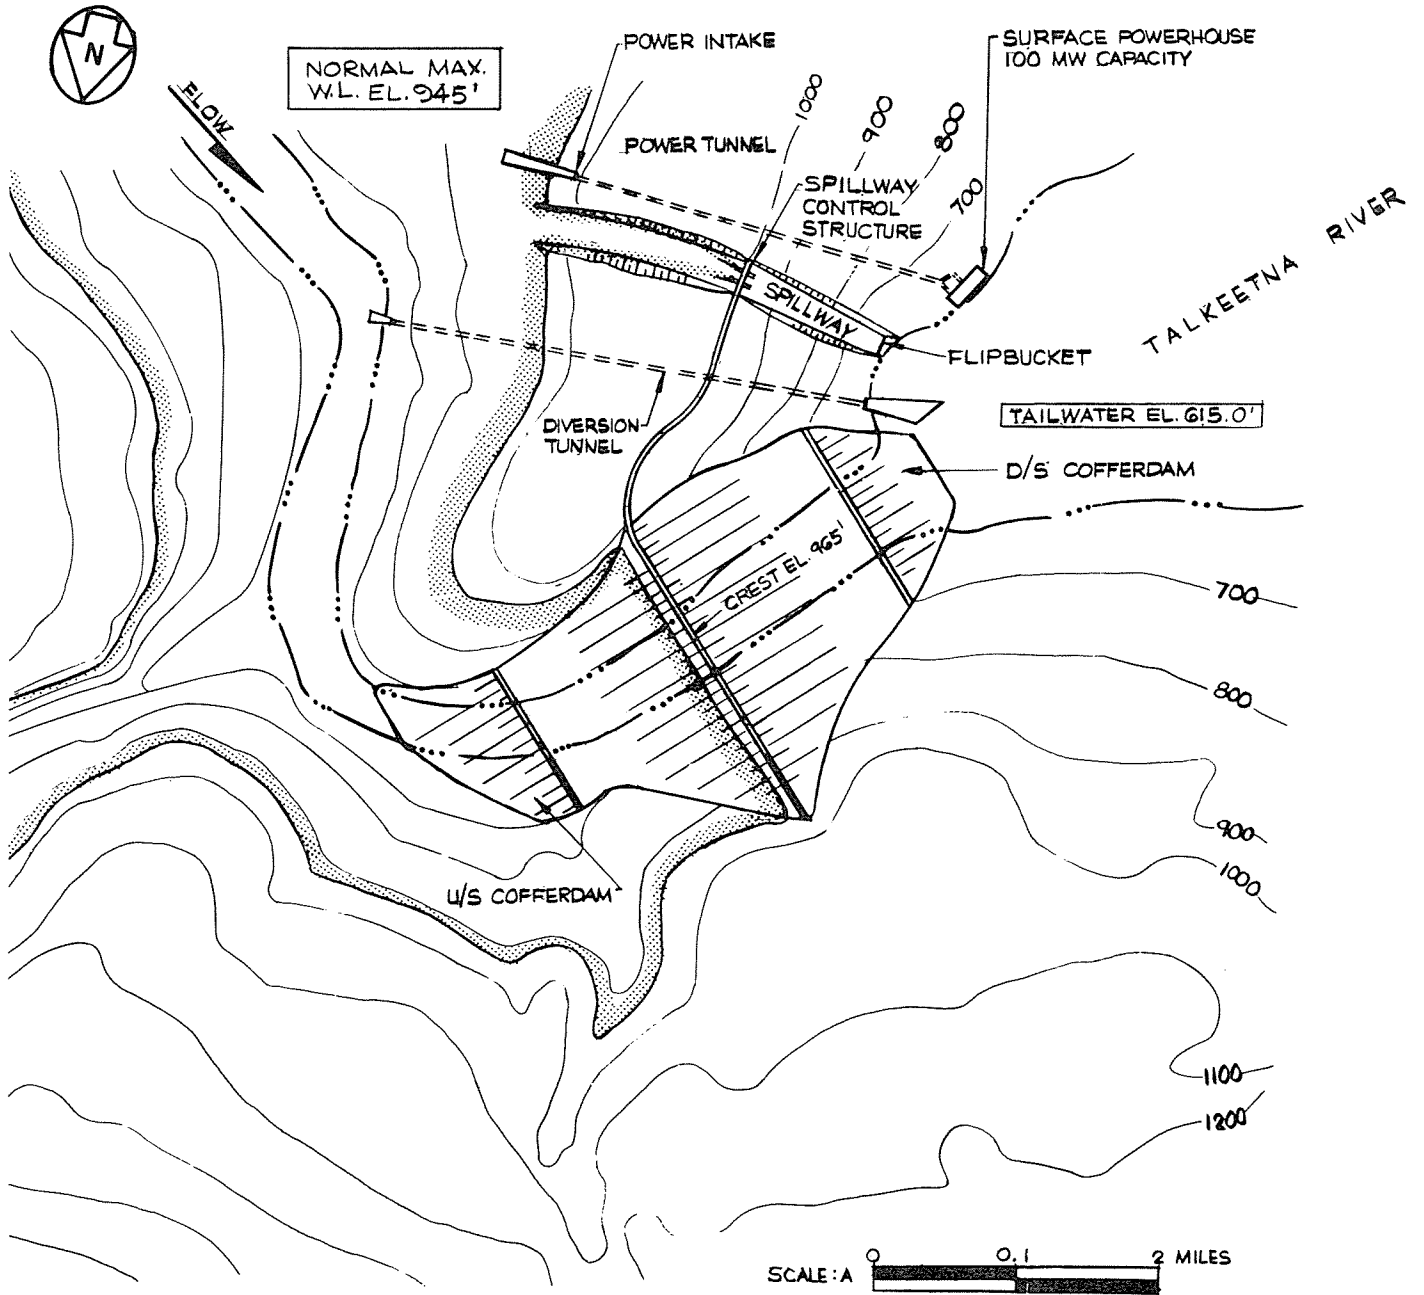 N
NORMAL MAX.
W.L. EL. 945'
FLOW
POWER INTAKE
SURFACE POWERHOUSE
100 MW CAPACITY
POWER TUNNEL
1000
900
800
700
SPILLWAY
CONTROL
STRUCTURE
TALKEETNA RIVER
SPILLWAY
FLIPBUCKET
DIVERSION
TUNNEL
TAILWATER EL. 615.0'
D/S COFFERDAM
CREST EL. 965'
700
800
900
1000
U/S COFFERDAM
1100
1200
0 0.1 2 MILES
SCALE : A